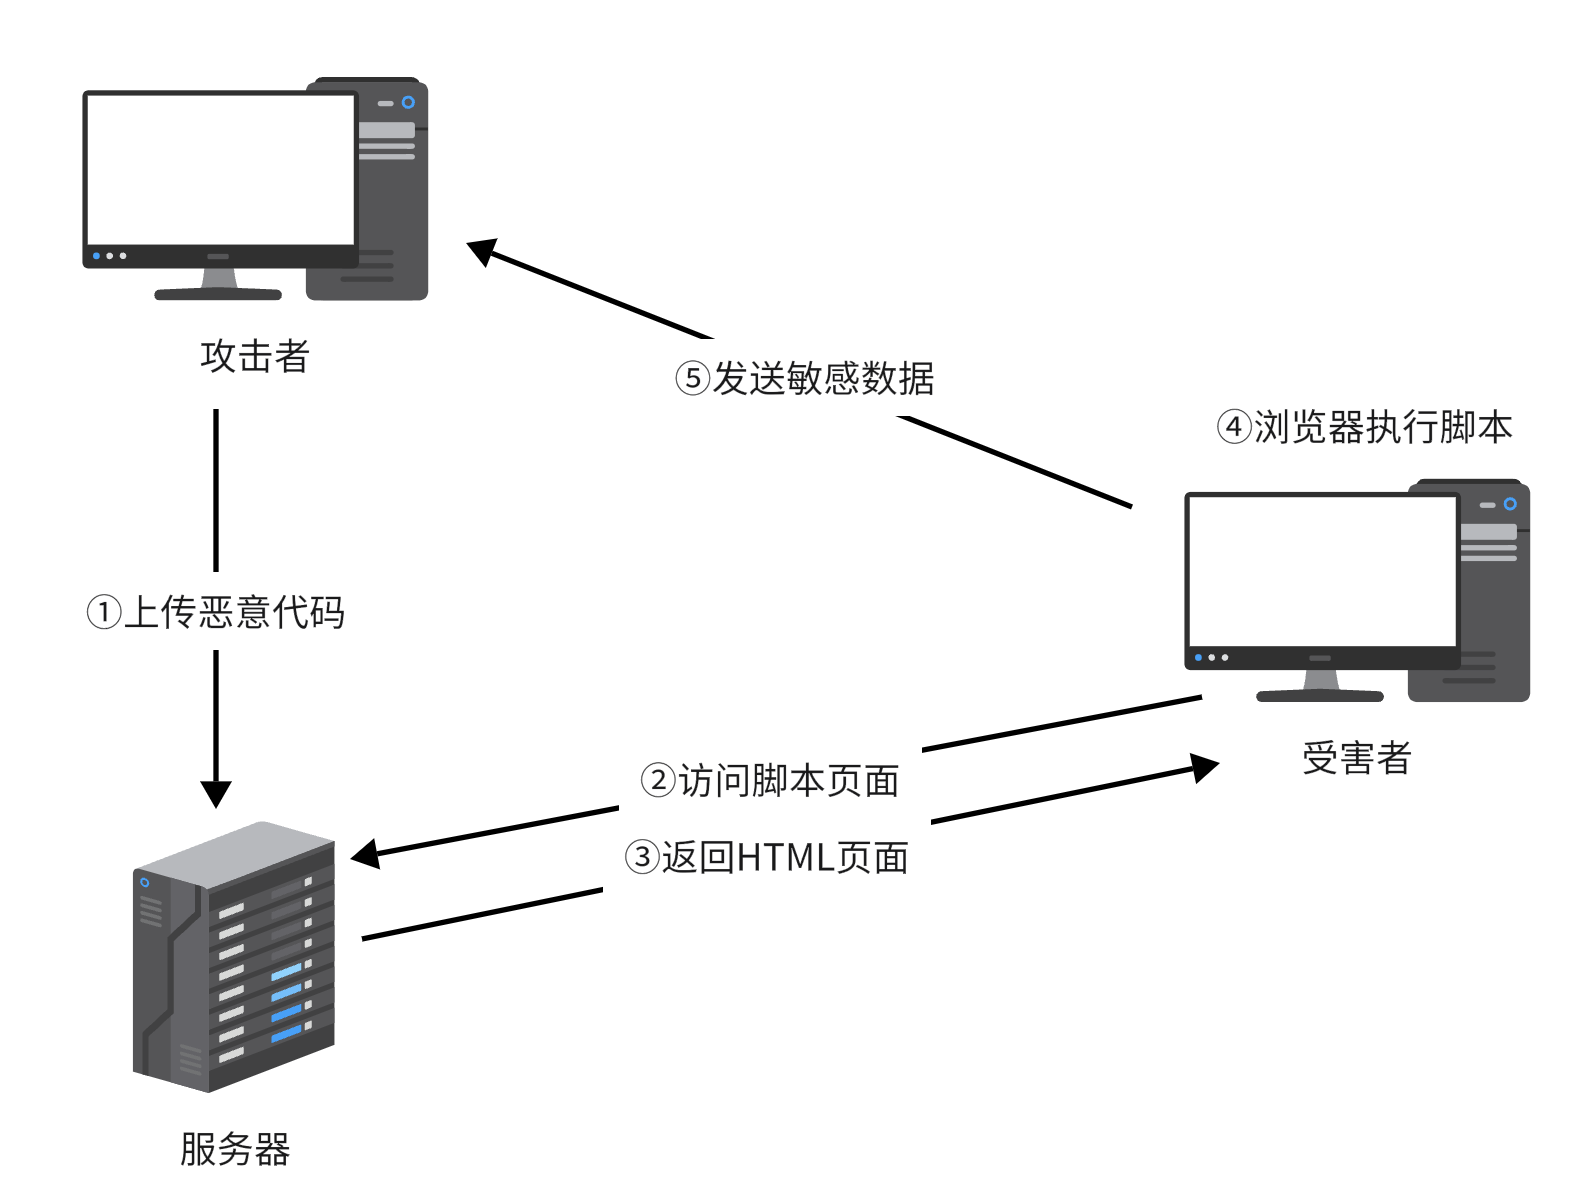 攻击者
⑤发送敏感数据
④浏览器执行脚本
①上传恶意代码
受害者
②访问脚本页面
③返回HTML页面
服务器